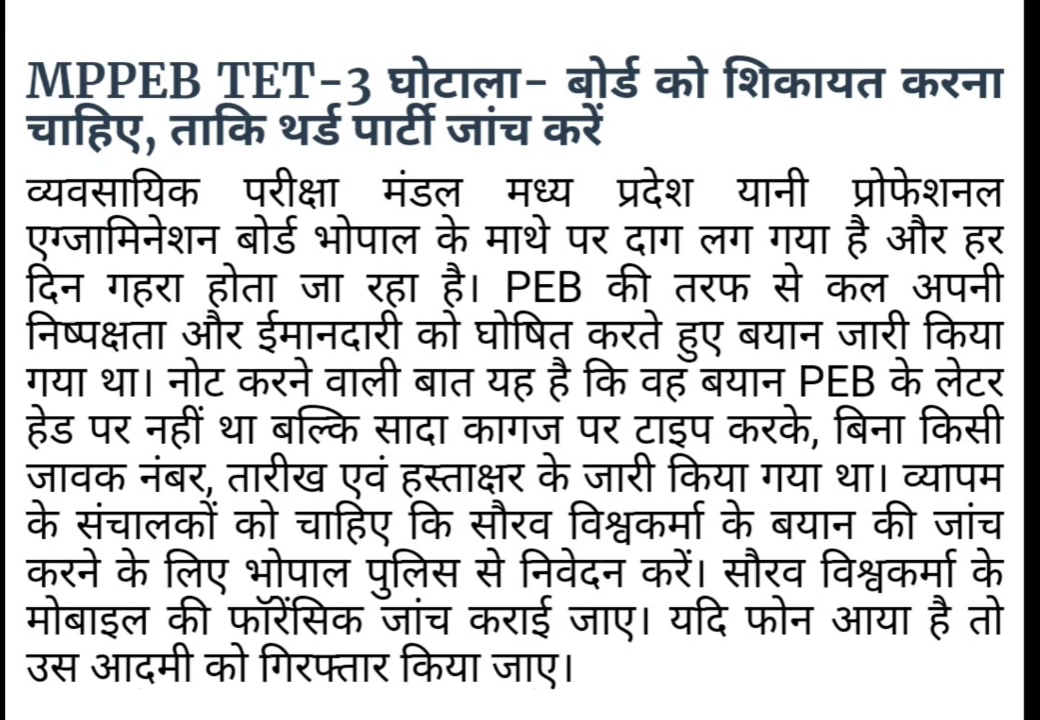 MPPEB TET-3 घोटाला- बोर्ड को शिकायत करना
चाहिए, ताकि थर्ड पार्टी जांच करें
व्यवसायिक परीक्षा मंडल मध्य प्रदेश यानी प्रोफेशनल
एग्जामिनेशन बोर्ड भोपाल के माथे पर दाग लग गया है और हर
दिन गहरा होता जा रहा है। PEB की तरफ से कल अपनी
निष्पक्षता और ईमानदारी को घोषित करते हुए बयान जारी किया
गया था। नोट करने वाली बात यह है कि वह बयान PEB के लेटर
हेड पर नहीं था बल्कि सादा कागज पर टाइप करके, बिना किसी
जावक नंबर, तारीख एवं हस्ताक्षर के जारी किया गया था। व्यापम
के संचालकों को चाहिए कि सौरव विश्वकर्मा के बयान की जांच
करने के लिए भोपाल पुलिस से निवेदन करें। सौरव विश्वकर्मा के
मोबाइल की फॉरेंसिक जांच कराई जाए। यदि फोन आया है तो
उस आदमी को गिरफ्तार किया जाए।